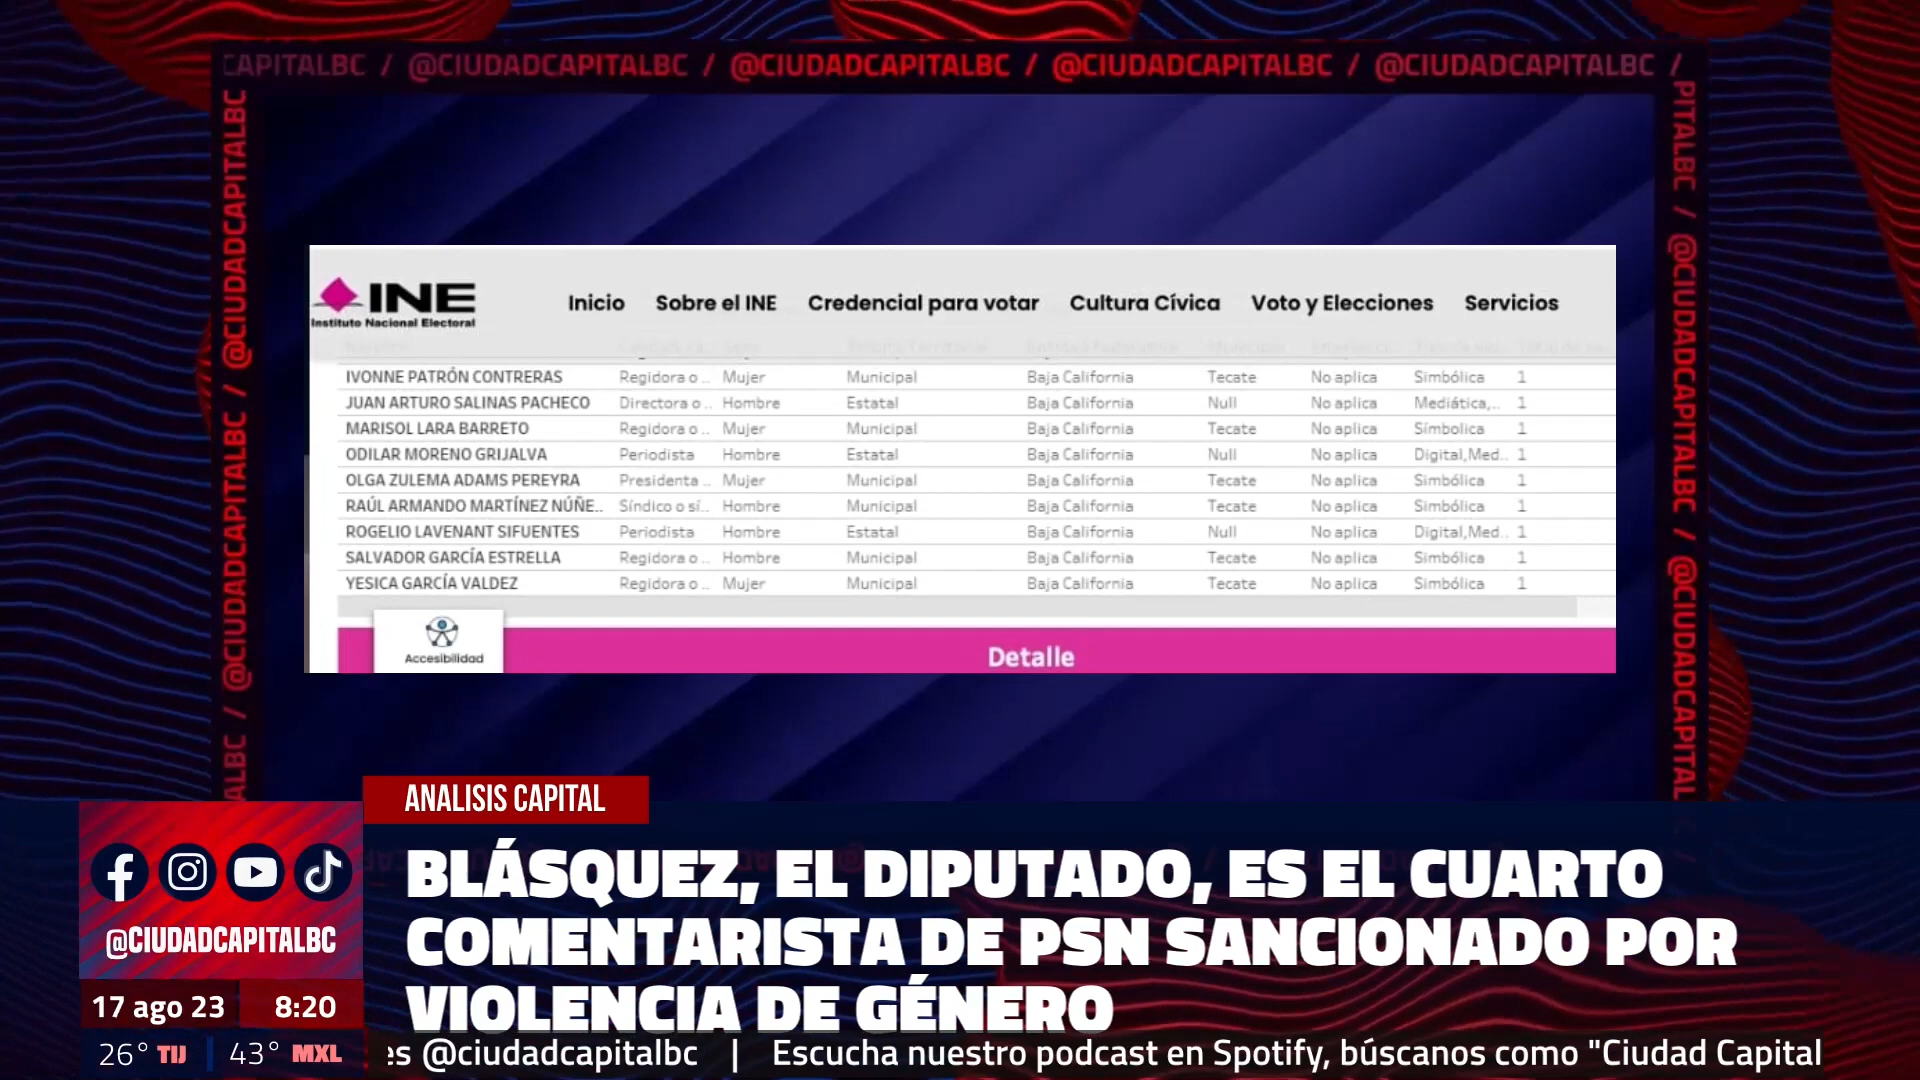 CAPITALBC / @CIUDADCAPITALBC / @CIUDADCAPITALBC / @CIUDADCAPITALBC / @CIUDADCAPITALBC /
ALBC / @CIUDADCAPITALBC / @CIUDADCAPITALBC
PITALBC / @CIUDADCAPITALBC / @CIUDADCAPITAL
INE
Instituto Nacional Electoral
Inicio Sobre el INE Credencial para votar Cultura Cívica Voto y Elecciones Servicios
IVONNE PATRÓN CONTRERAS Regidora o .. Mujer Municipal Baja California Tecate No aplica Simbólica 1
JUAN ARTURO SALINAS PACHECO Directora o .. Hombre Estatal Baja California Null No aplica Mediática,.. 1
MARISOL LARA BARRETO Regidora o .. Mujer Municipal Baja California Tecate No aplica Símbolica 1
ODILAR MORENO GRIJALVA Periodista Hombre Estatal Baja California Null No aplica Digital,Med.. 1
OLGA ZULEMA ADAMS PEREYRA Presidenta .. Mujer Municipal Baja California Tecate No aplica Simbólica 1
RAÚL ARMANDO MARTÍNEZ NÚÑE.. Síndico o sí.. Hombre Municipal Baja California Tecate No aplica Simbólica 1
ROGELIO LAVENANT SIFUENTES Periodista Hombre Estatal Baja California Null No aplica Digital,Med.. 1
SALVADOR GARCÍA ESTRELLA Regidora o .. Hombre Municipal Baja California Tecate No aplica Simbólica 1
YESICA GARCÍA VALDEZ Regidora o .. Mujer Municipal Baja California Tecate No aplica Simbólica 1
Accesibilidad
Detalle
ANALISIS CAPITAL
BLÁSQUEZ, EL DIPUTADO, ES EL CUARTO
COMENTARISTA DE PSN SANCIONADO POR
VIOLENCIA DE GÉNERO
@CIUDADCAPITALBC
17 ago 23 8:20
26° TIJ 43° MXL
es @ciudadcapitalbc | Escucha nuestro podcast en Spotify, búscanos como "Ciudad Capital